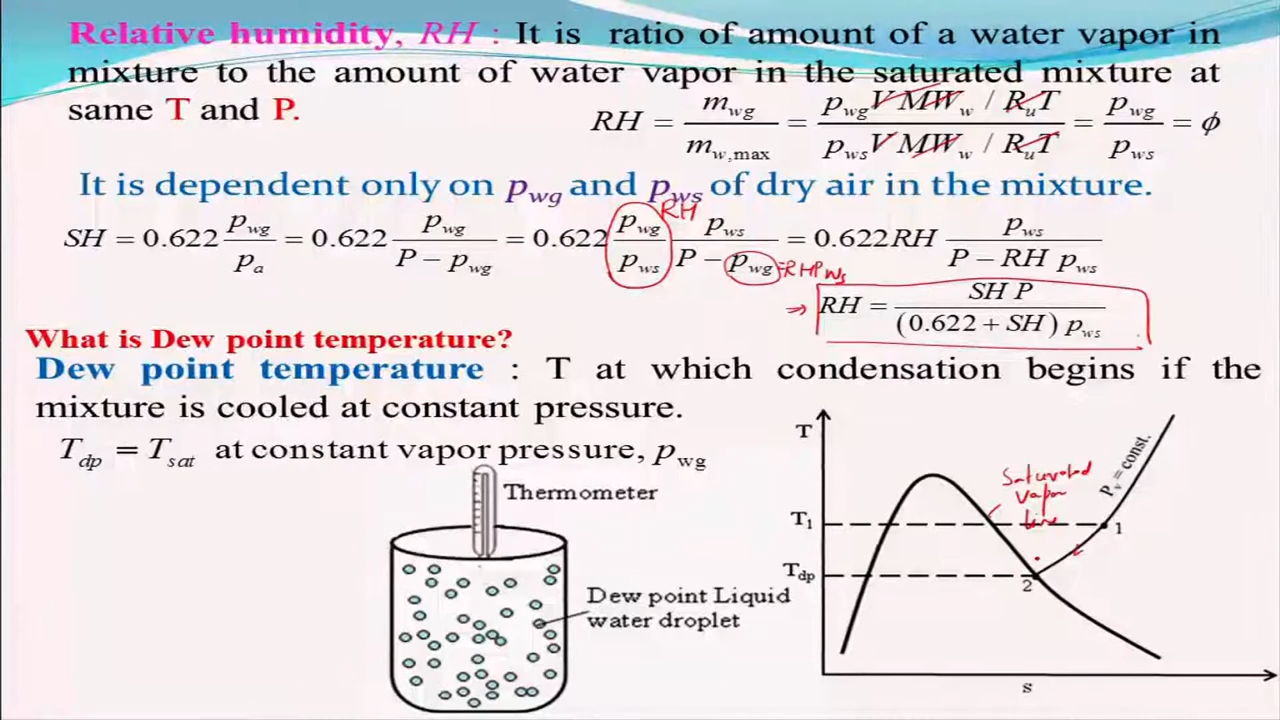 Relative humidity, RH : It is ratio of amount of a water vapor in
mixture to the amount of water vapor in the saturated mixture at
same T and P.
RH = m_wg / m_w,max = (p_wg V MW_w / R_u T) / (p_ws V MW_w / R_u T) = p_wg / p_ws = ϕ
It is dependent only on p_wg and p_ws of dry air in the mixture.
RH
SH = 0.622 p_wg / p_a = 0.622 p_wg / (P − p_wg) = 0.622 (p_wg / p_ws) p_ws / (P − p_wg) = 0.622 RH p_ws / (P − RH p_ws)
=RHPws
→ RH = SH P / ((0.622 + SH) p_ws)
What is Dew point temperature?
Dew point temperature : T at which condensation begins if the
mixture is cooled at constant pressure.
T_dp = T_sat at constant vapor pressure, p_wg
Thermometer
Dew point Liquid
water droplet
T
P_v = const.
Saturated
vapor
line
T_1
1
T_dp
2
s